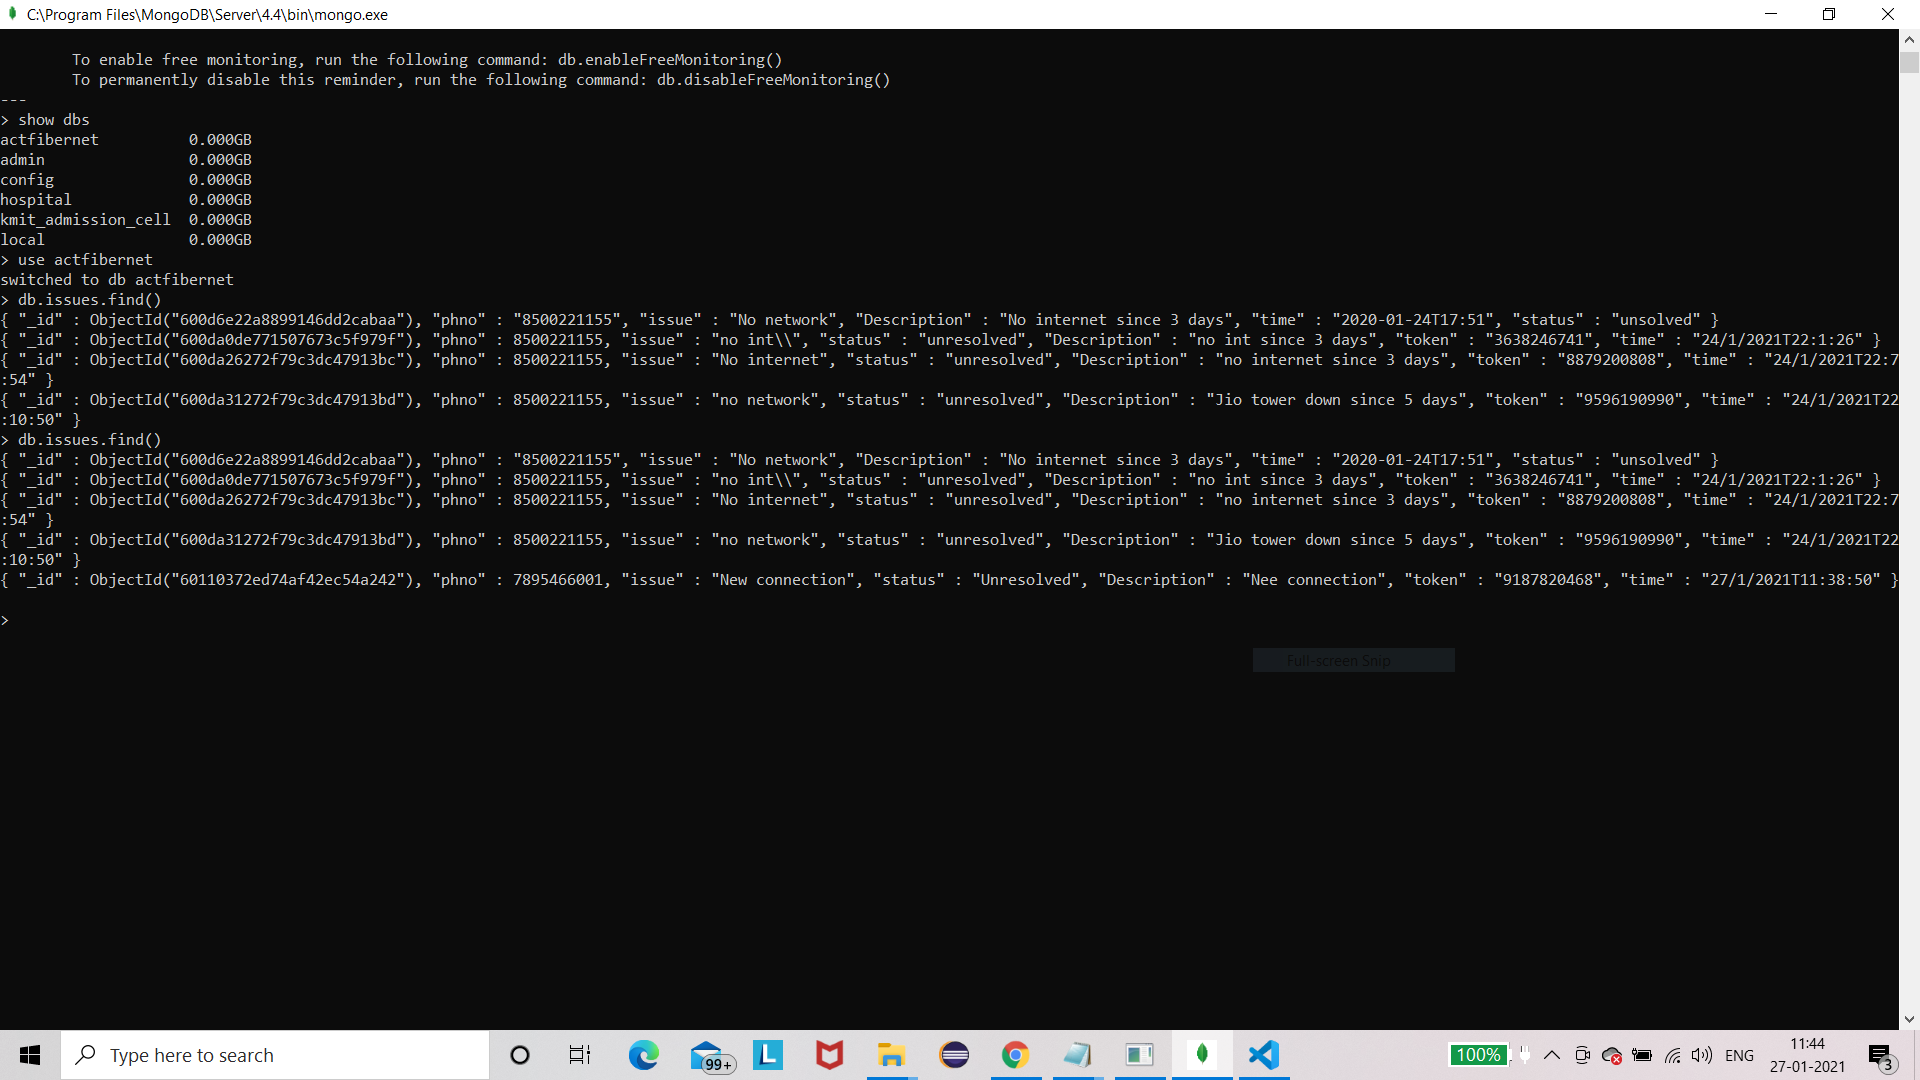 C:\Program Files\MongoDB\Server\4.4\bin\mongo.exe
To enable free monitoring, run the following command: db.enableFreeMonitoring()
To permanently disable this reminder, run the following command: db.disableFreeMonitoring()
---
> show dbs
actfibernet 0.000GB
admin 0.000GB
config 0.000GB
hospital 0.000GB
kmit_admission_cell 0.000GB
local 0.000GB
> use actfibernet
switched to db actfibernet
> db.issues.find()
{ "_id" : ObjectId("600d6e22a8899146dd2cabaa"), "phno" : "8500221155", "issue" : "No network", "Description" : "No internet since 3 days", "time" : "2020-01-24T17:51", "status" : "unsolved" }
{ "_id" : ObjectId("600da0de771507673c5f979f"), "phno" : 8500221155, "issue" : "no int\\", "status" : "unresolved", "Description" : "no int since 3 days", "token" : "3638246741", "time" : "24/1/2021T22:1:26" }
{ "_id" : ObjectId("600da26272f79c3dc47913bc"), "phno" : 8500221155, "issue" : "No internet", "status" : "unresolved", "Description" : "no internet since 3 days", "token" : "8879200808", "time" : "24/1/2021T22:7
:54" }
{ "_id" : ObjectId("600da31272f79c3dc47913bd"), "phno" : 8500221155, "issue" : "no network", "status" : "unresolved", "Description" : "Jio tower down since 5 days", "token" : "9596190990", "time" : "24/1/2021T22
:10:50" }
> db.issues.find()
{ "_id" : ObjectId("600d6e22a8899146dd2cabaa"), "phno" : "8500221155", "issue" : "No network", "Description" : "No internet since 3 days", "time" : "2020-01-24T17:51", "status" : "unsolved" }
{ "_id" : ObjectId("600da0de771507673c5f979f"), "phno" : 8500221155, "issue" : "no int\\", "status" : "unresolved", "Description" : "no int since 3 days", "token" : "3638246741", "time" : "24/1/2021T22:1:26" }
{ "_id" : ObjectId("600da26272f79c3dc47913bc"), "phno" : 8500221155, "issue" : "No internet", "status" : "unresolved", "Description" : "no internet since 3 days", "token" : "8879200808", "time" : "24/1/2021T22:7
:54" }
{ "_id" : ObjectId("600da31272f79c3dc47913bd"), "phno" : 8500221155, "issue" : "no network", "status" : "unresolved", "Description" : "Jio tower down since 5 days", "token" : "9596190990", "time" : "24/1/2021T22
:10:50" }
{ "_id" : ObjectId("60110372ed74af42ec54a242"), "phno" : 7895466001, "issue" : "New connection", "status" : "Unresolved", "Description" : "Nee connection", "token" : "9187820468", "time" : "27/1/2021T11:38:50" }
>
Full-screen Snip
Type here to search
99+
L
100%
ENG
11:44
27-01-2021
3